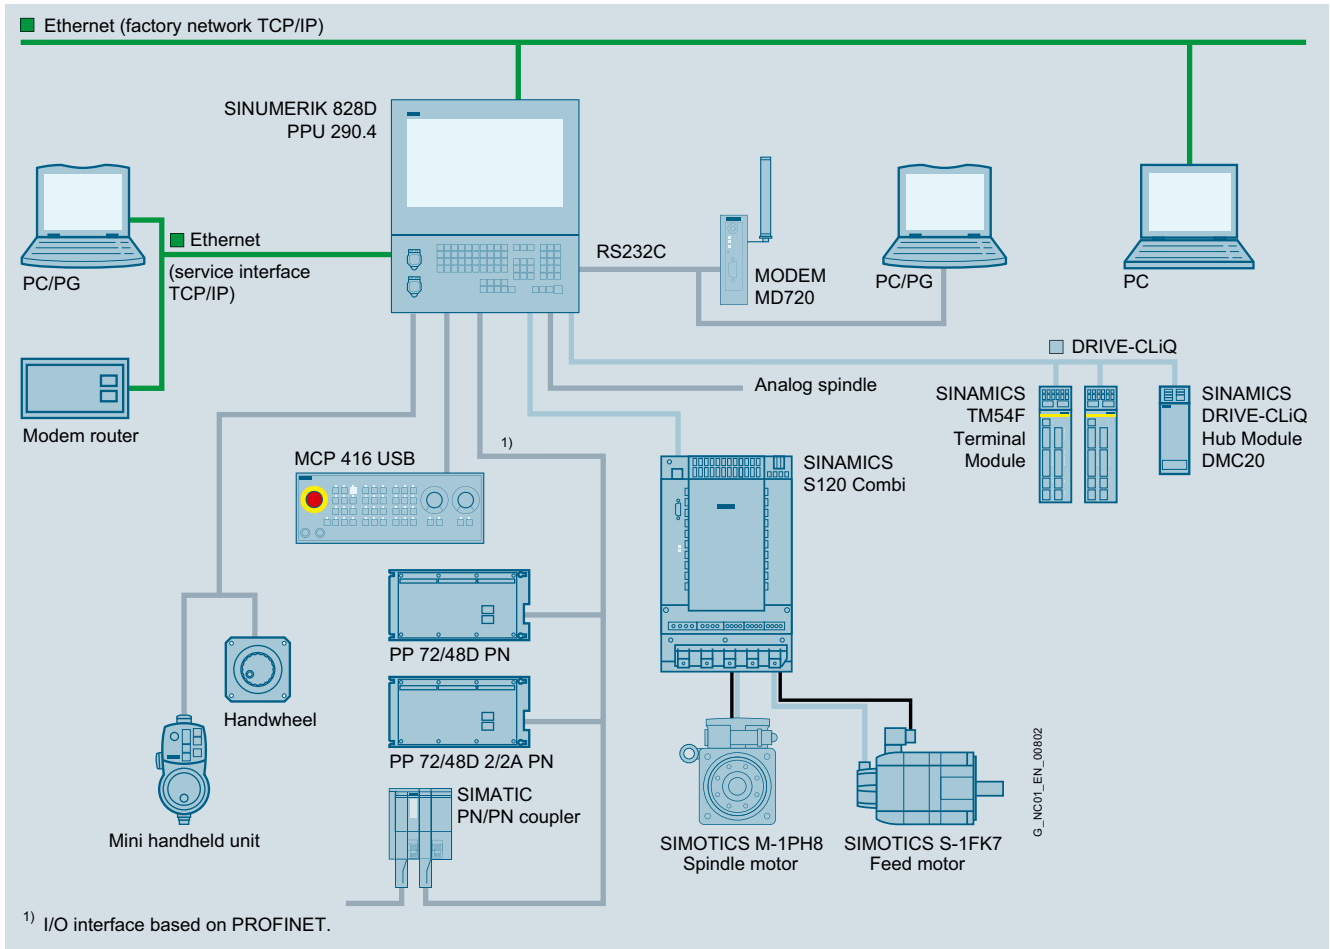 Ethernet (factory network TCP/IP)
SINUMERIK 828D
PPU 290.4
Ethernet
(service interface
TCP/IP)
PC/PG
RS232C
MODEM
MD720
PC/PG
PC
Modem router
DRIVE-CLiQ
Analog spindle
SINAMICS
TM54F
Terminal
Module
SINAMICS
DRIVE-CLiQ
Hub Module
DMC20
1)
MCP 416 USB
SINAMICS
S120 Combi
PP 72/48D PN
Handwheel
PP 72/48D 2/2A PN
SIMATIC
PN/PN coupler
Mini handheld unit
SIMOTICS M-1PH8
Spindle motor
SIMOTICS S-1FK7
Feed motor
G_NC01_EN_00802
1) I/O interface based on PROFINET.